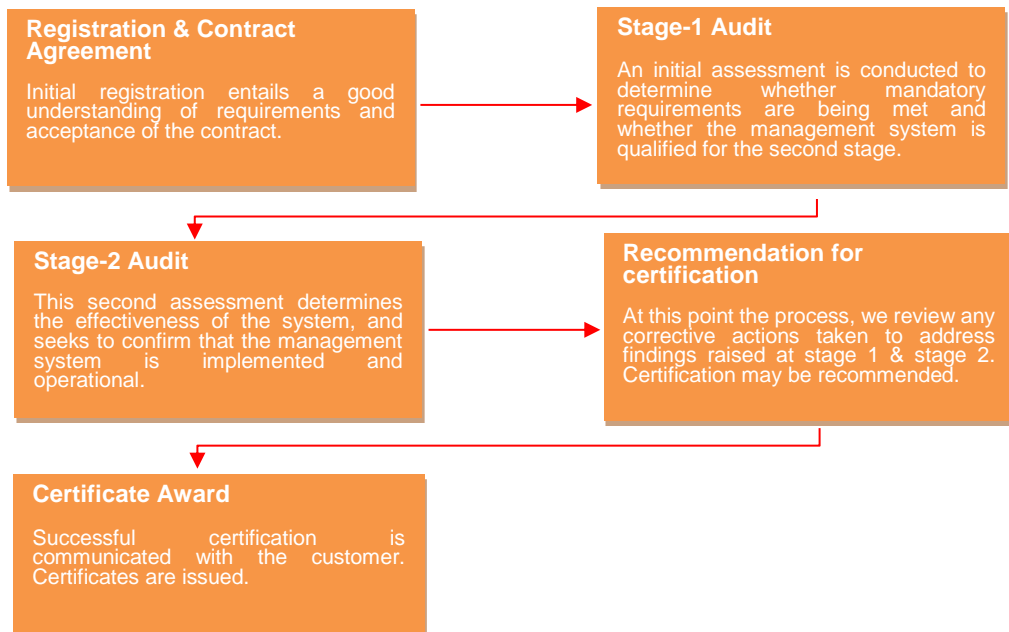 Registration & Contract
Agreement
Initial registration entails a good
understanding of requirements and
acceptance of the contract.
Stage-1 Audit
An initial assessment is conducted to
determine whether mandatory
requirements are being met and
whether the management system is
qualified for the second stage.
Stage-2 Audit
This second assessment determines
the effectiveness of the system, and
seeks to confirm that the management
system is implemented and
operational.
Recommendation for
certification
At this point the process, we review any
corrective actions taken to address
findings raised at stage 1 & stage 2.
Certification may be recommended.
Certificate Award
Successful certification is
communicated with the customer.
Certificates are issued.